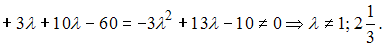 + 3λ + 10λ − 60 = −3λ² + 13λ − 10 ≠ 0 ⇒ λ ≠ 1; 2 1/3.